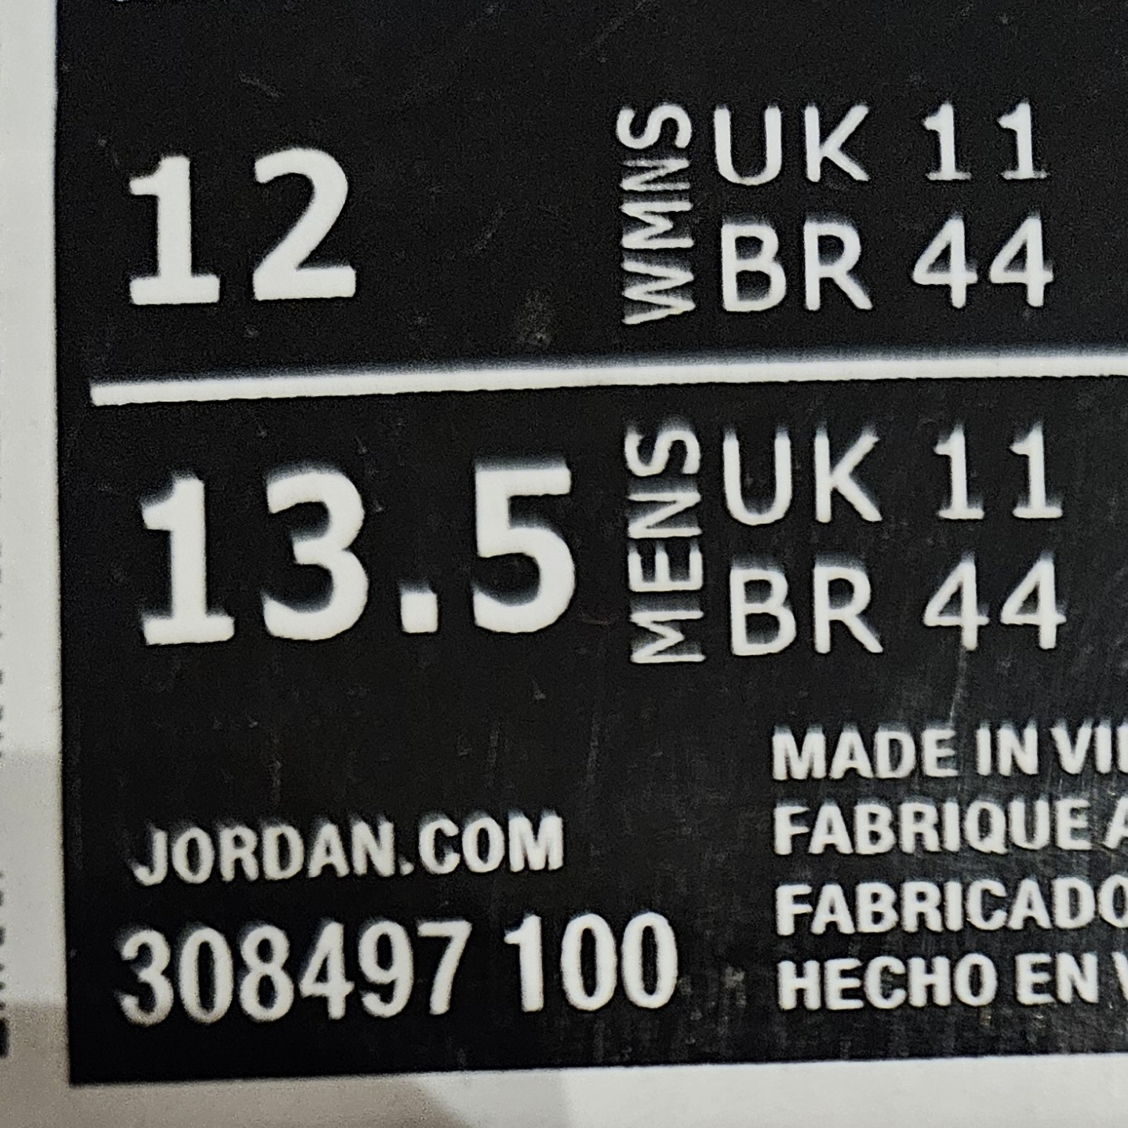 12 WMNS UK 11
BR 44
13.5 MENS UK 11
BR 44
MADE IN VI
JORDAN.COM FABRIQUE A
FABRICADO
308497 100 HECHO EN V